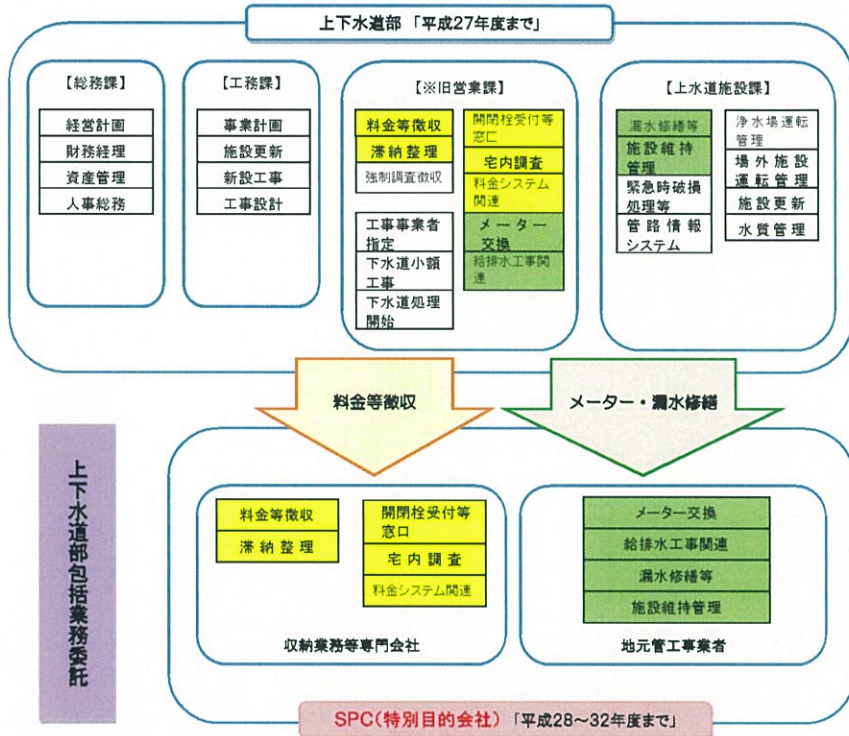 上下水道部 「平成27年度まで」
【総務課】
経営計画
財務経理
資産管理
人事総務
【工務課】
事業計画
施設更新
新設工事
工事設計
【※旧営業課】
料金等徴収
滞納整理
強制調査徴収
工事事業者
指定
下水道小額
工事
下水道処理
開始
開閉栓受付等
窓口
宅内調査
料金システム
関連
メーター
交換
給排水工事関
連
【上水道施設課】
漏水修繕等
施設維持
管理
緊急時破損
処理等
管路情報
システム
浄水場運転
管理
場外施設
運転管理
施設更新
水質管理
料金等徴収
メーター・漏水修繕
上下水道部包括業務委託
料金等徴収
滞納整理
開閉栓受付等
窓口
宅内調査
料金システム関連
収納業務等専門会社
メーター交換
給排水工事関連
漏水修繕等
施設維持管理
地元管工事業者
SPC(特別目的会社) 「平成28~32年度まで」